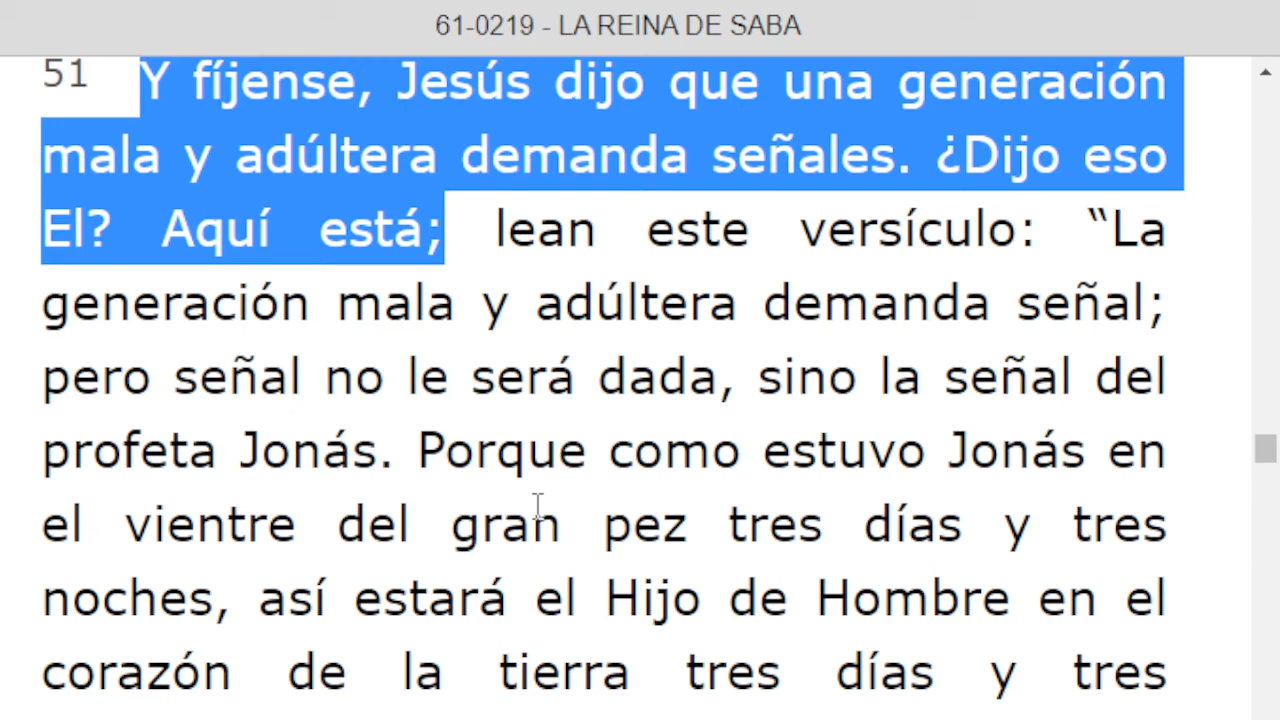 61-0219 - LA REINA DE SABA
51 Y fíjense, Jesús dijo que una generación
mala y adúltera demanda señales. ¿Dijo eso
El? Aquí está; lean este versículo: “La
generación mala y adúltera demanda señal;
pero señal no le será dada, sino la señal del
profeta Jonás. Porque como estuvo Jonás en
el vientre del gran pez tres días y tres
noches, así estará el Hijo de Hombre en el
corazón de la tierra tres días y tres